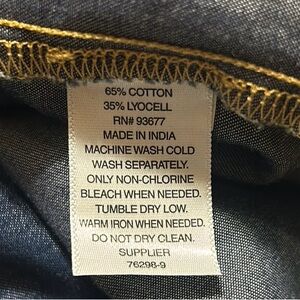 65% COTTON
35% LYOCELL
RN# 93677
MADE IN INDIA
MACHINE WASH COLD
WASH SEPARATELY.
ONLY NON-CHLORINE
BLEACH WHEN NEEDED.
TUMBLE DRY LOW.
WARM IRON WHEN NEEDED.
DO NOT DRY CLEAN.
SUPPLIER
76298-9